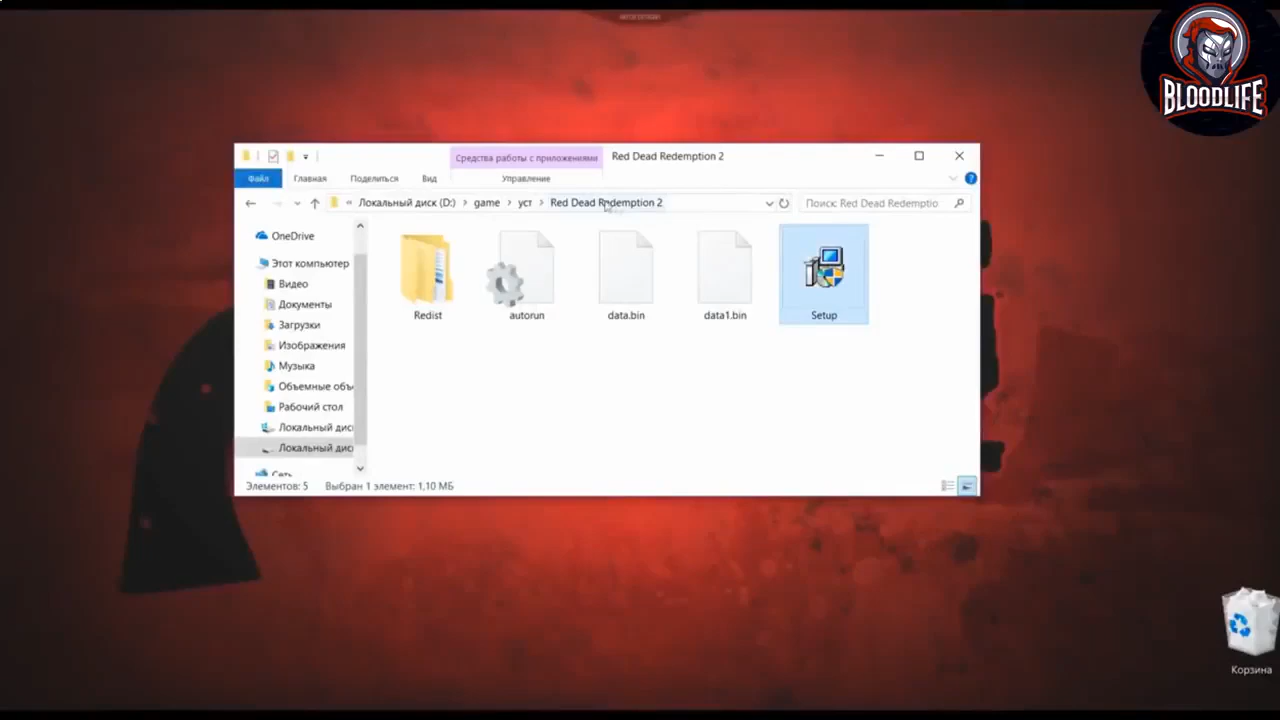 BLOODLIFE
Средства работы с приложениями
Red Dead Redemption 2
Файл
Главная
Поделиться
Вид
Управление
« Локальный диск (D:) › game › уст › Red Dead Redemption 2
Поиск: Red Dead Redemptio
OneDrive
Этот компьютер
Видео
Документы
Загрузки
Изображения
Музыка
Объемные объ
Рабочий стол
Локальный дис
Локальный дис
Сеть
Redist
autorun
data.bin
data1.bin
Setup
Элементов: 5
Выбран 1 элемент: 1,10 МБ
Корзина